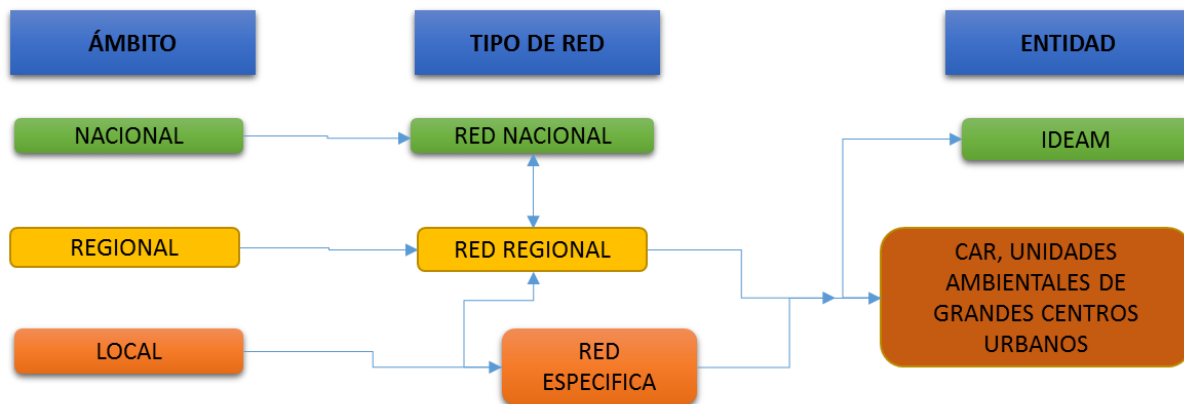 ÁMBITO
TIPO DE RED
ENTIDAD
NACIONAL
RED NACIONAL
IDEAM
REGIONAL
RED REGIONAL
CAR, UNIDADES
AMBIENTALES DE
GRANDES CENTROS
URBANOS
LOCAL
RED
ESPECIFICA